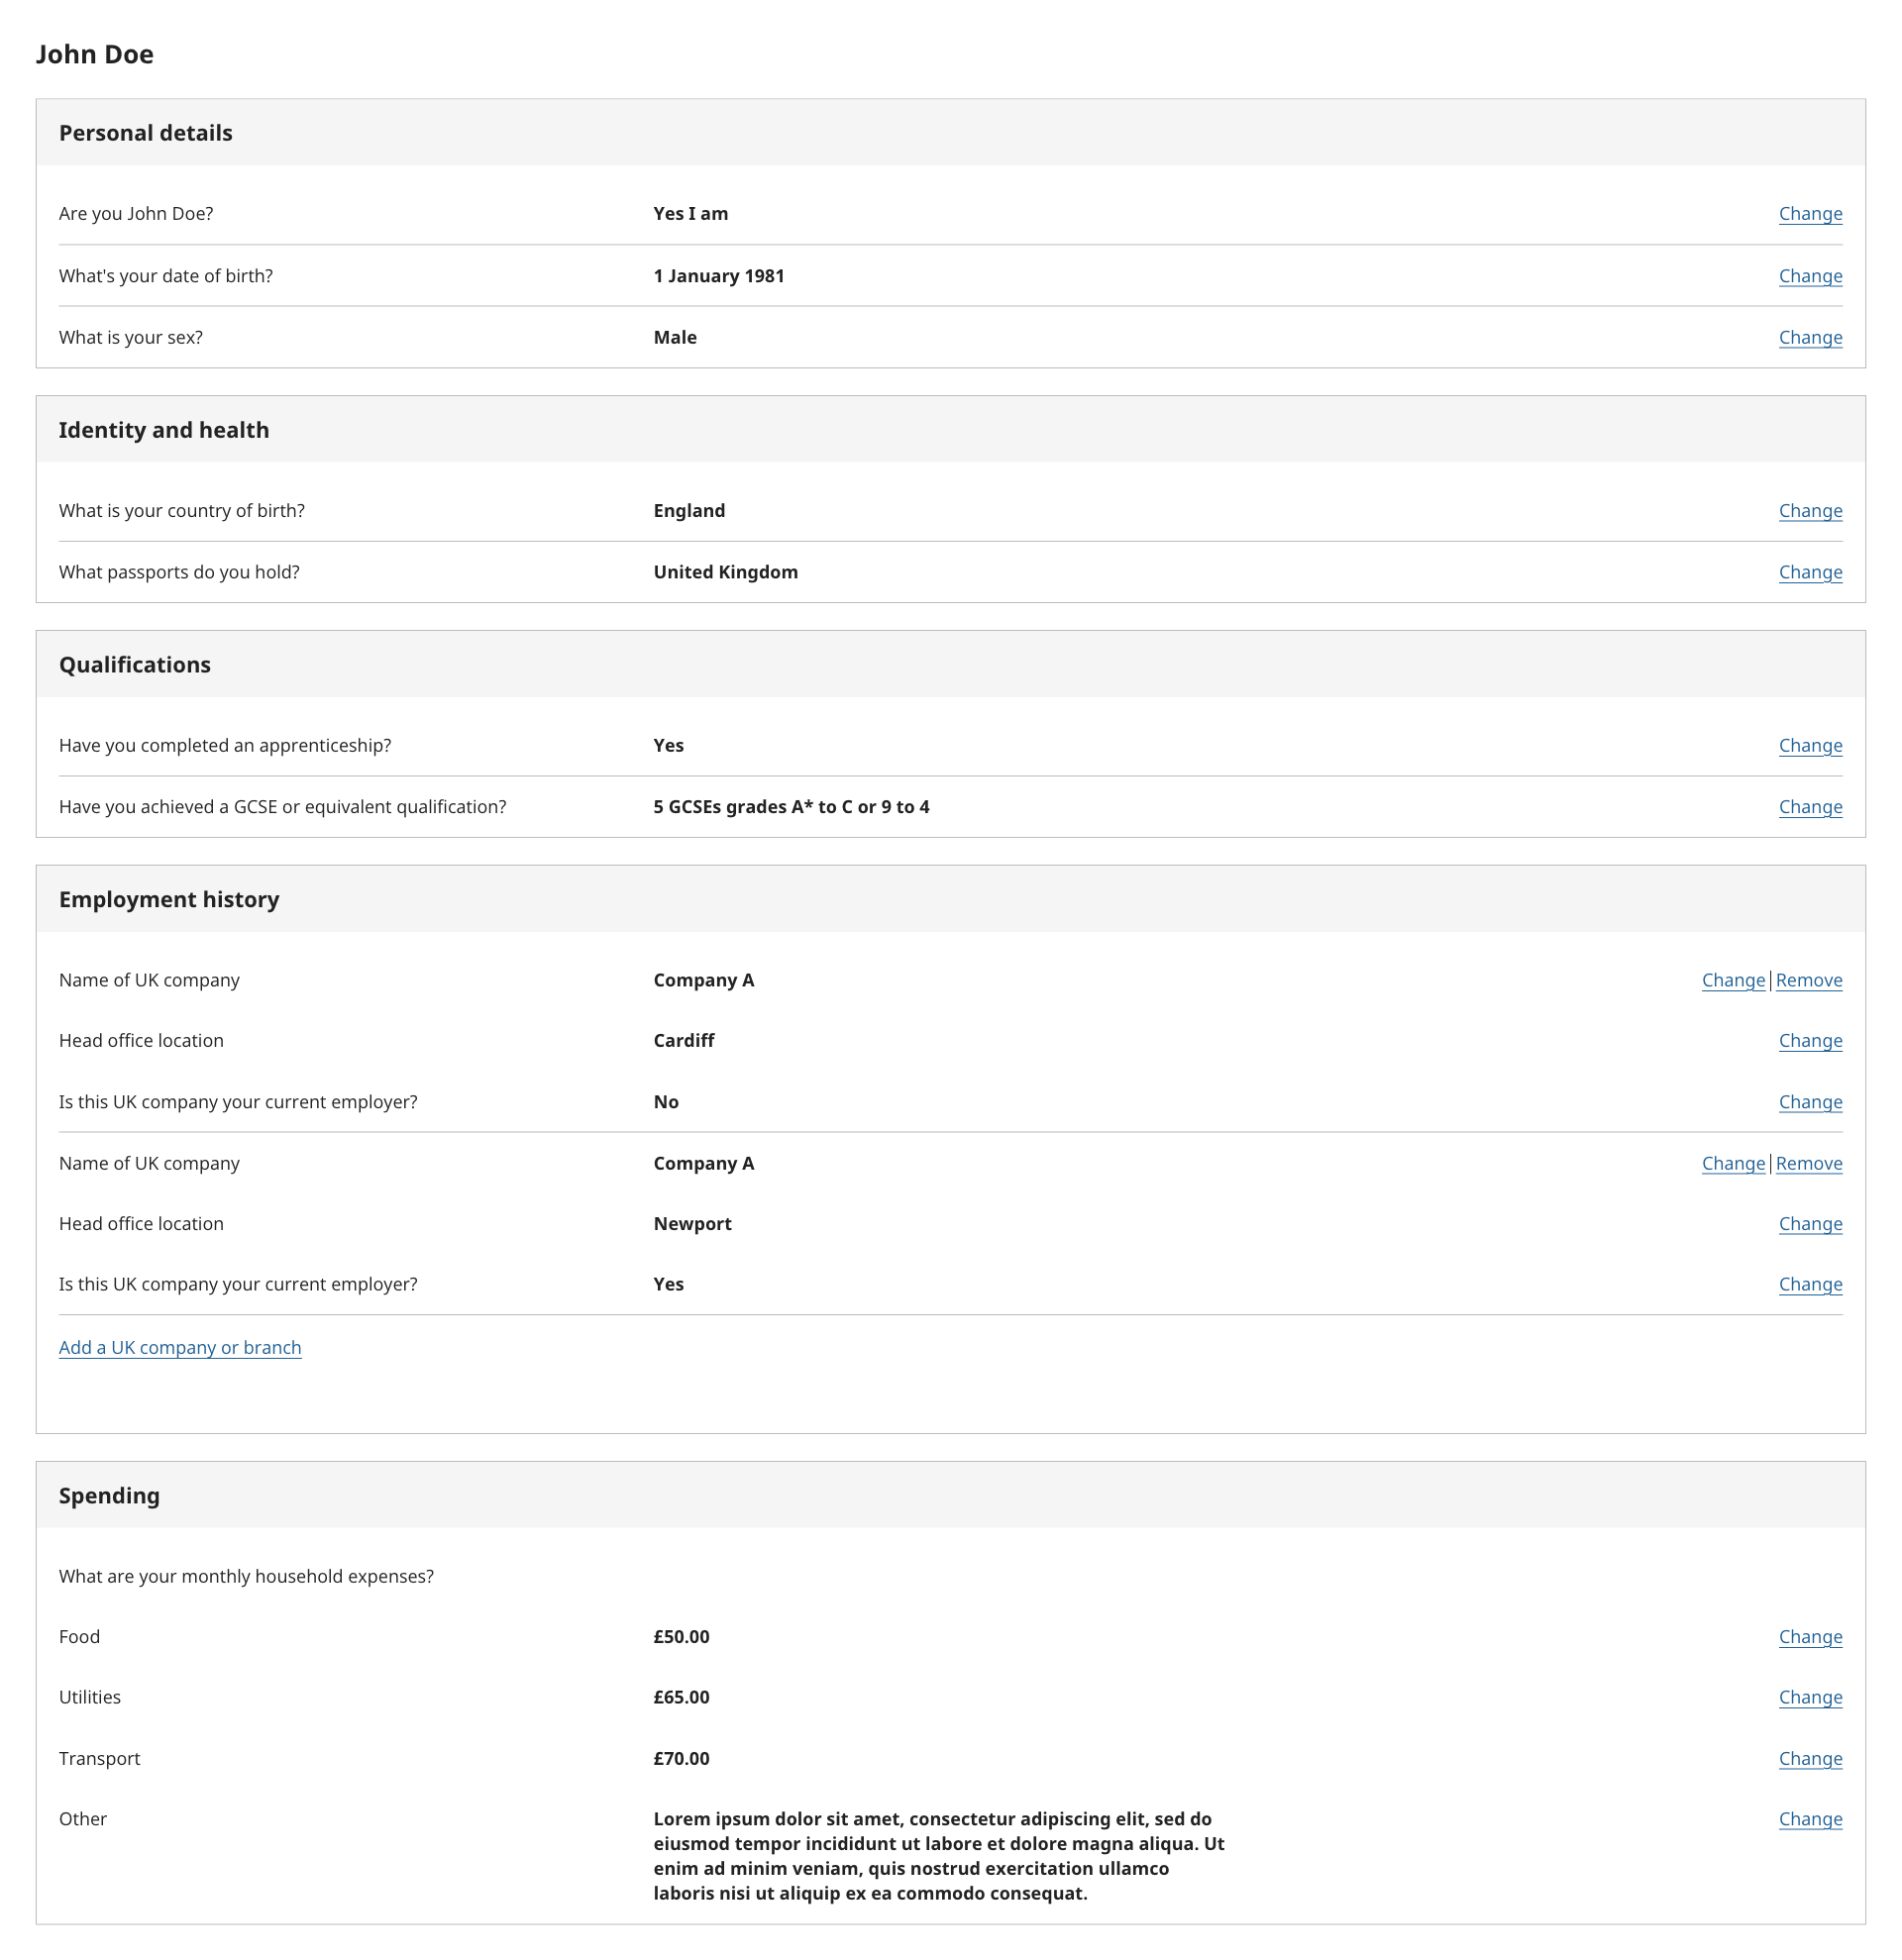 John Doe
Personal details
Are you John Doe? Yes I am Change
What's your date of birth? 1 January 1981 Change
What is your sex? Male Change
Identity and health
What is your country of birth? England Change
What passports do you hold? United Kingdom Change
Qualifications
Have you completed an apprenticeship? Yes Change
Have you achieved a GCSE or equivalent qualification? 5 GCSEs grades A* to C or 9 to 4 Change
Employment history
Name of UK company Company A Change | Remove
Head office location Cardiff Change
Is this UK company your current employer? No Change
Name of UK company Company A Change | Remove
Head office location Newport Change
Is this UK company your current employer? Yes Change
Add a UK company or branch
Spending
What are your monthly household expenses?
Food £50.00 Change
Utilities £65.00 Change
Transport £70.00 Change
Other Lorem ipsum dolor sit amet, consectetur adipiscing elit, sed do Change
eiusmod tempor incididunt ut labore et dolore magna aliqua. Ut
enim ad minim veniam, quis nostrud exercitation ullamco
laboris nisi ut aliquip ex ea commodo consequat.